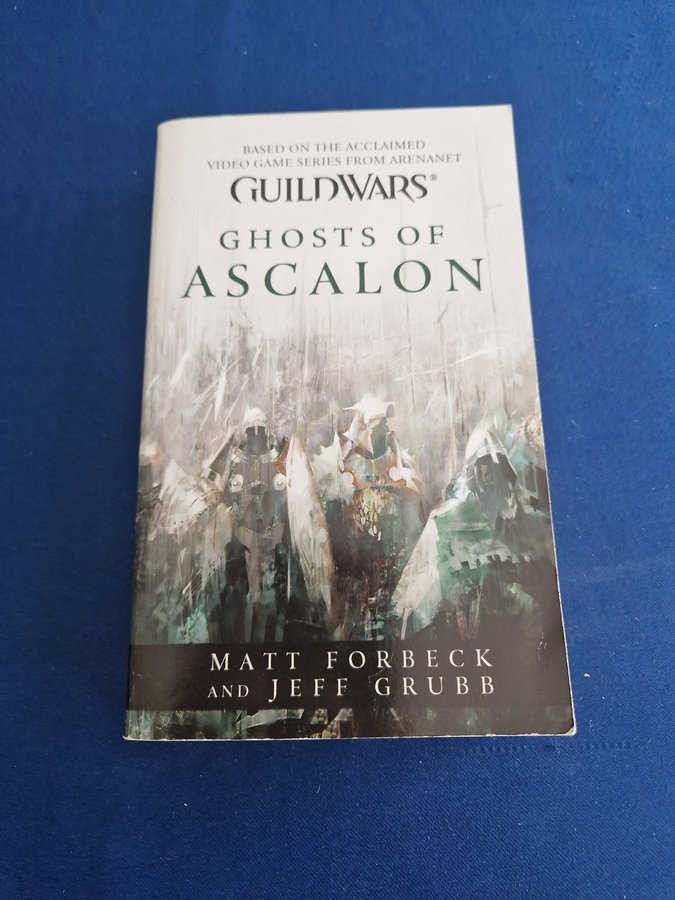 BASED ON THE ACCLAIMED
VIDEO GAME SERIES FROM ARENANET
GUILDWARS®
GHOSTS OF
ASCALON
MATT FORBECK
AND JEFF GRUBB